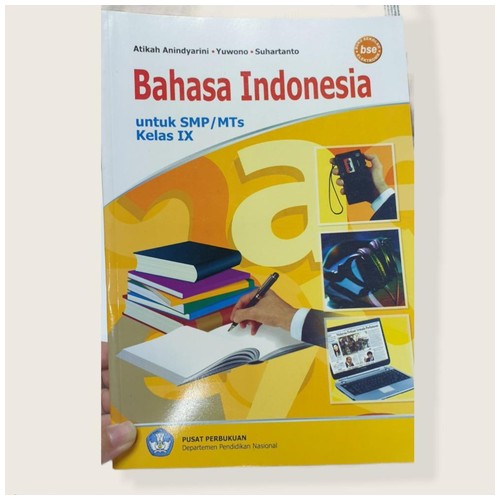 Atikah Anindyarini • Yuwono • Suhartanto
bse
Bahasa Indonesia
untuk SMP/MTs
Kelas IX
PUSAT PERBUKUAN
Departemen Pendidikan Nasional